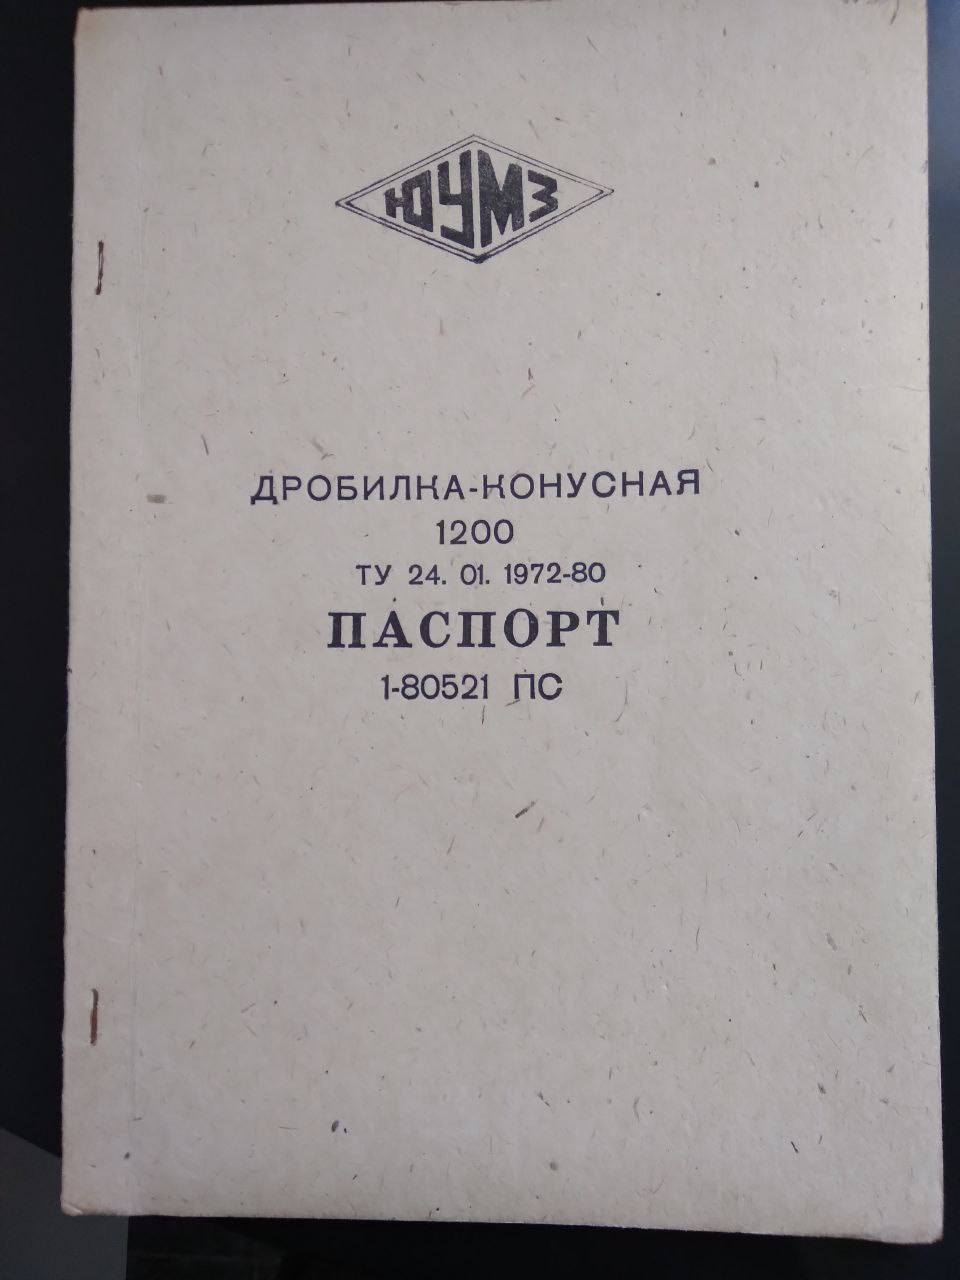 ЮУМЗ
ДРОБИЛКА-КОНУСНАЯ
1200
ТУ 24. 01. 1972-80
ПАСПОРТ
1-80521 ПС